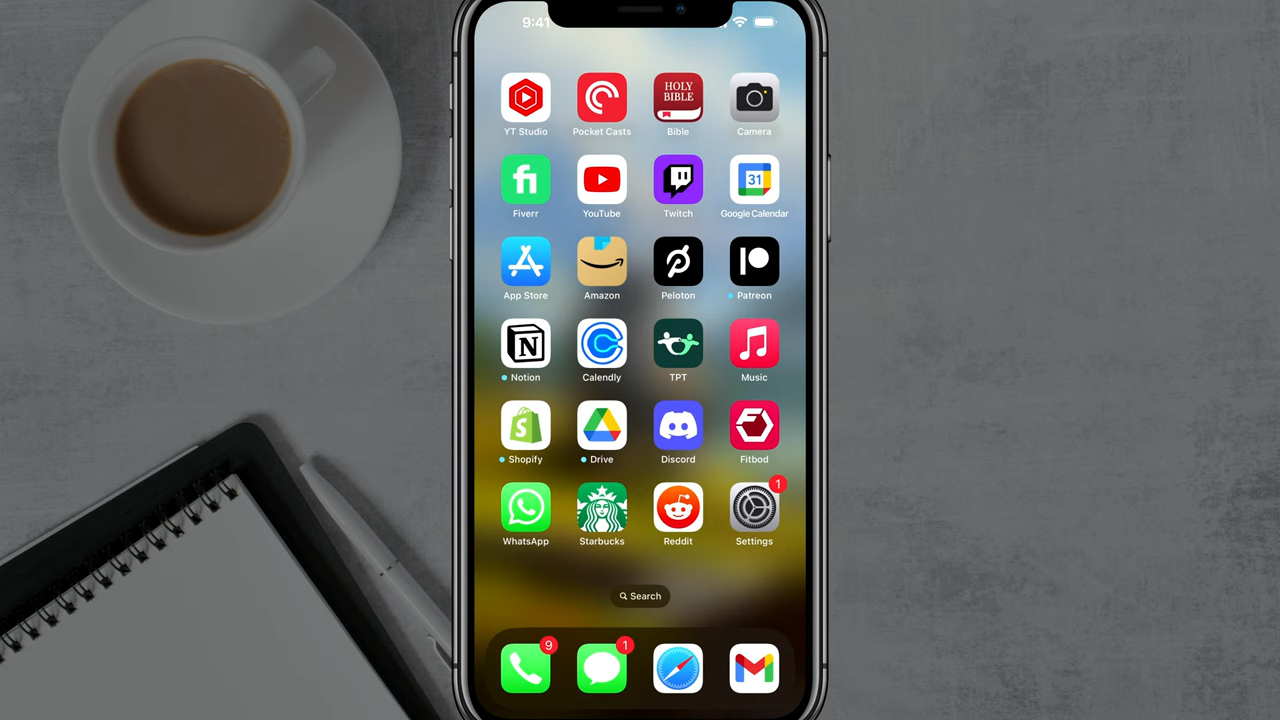 9:41
YT Studio
Pocket Casts
HOLY
BIBLE
Bible
Camera
fi
Fiverr
YouTube
Twitch
31
Google Calendar
App Store
Amazon
Peloton
Patreon
N
Notion
Calendly
TPT
Music
S
Shopify
Drive
Discord
Fitbod
WhatsApp
Starbucks
Reddit
1
Settings
Search
9
1